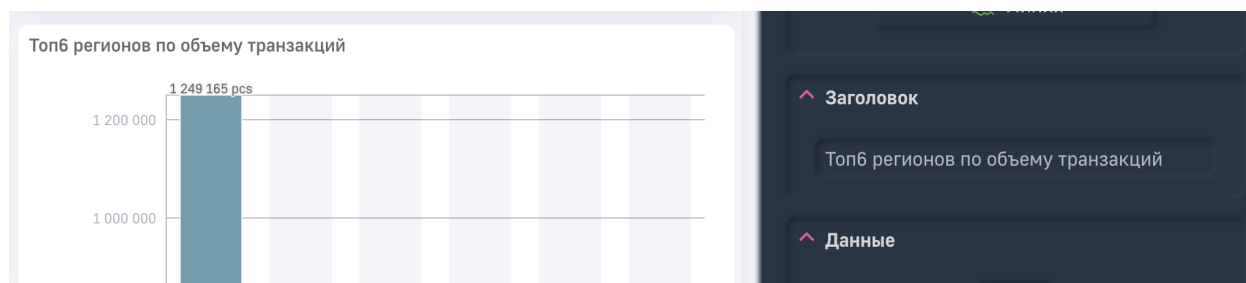 Топ6 регионов по объему транзакций
1 249 165 pcs
1 200 000
1 000 000
Заголовок
Топ6 регионов по объему транзакций
Данные